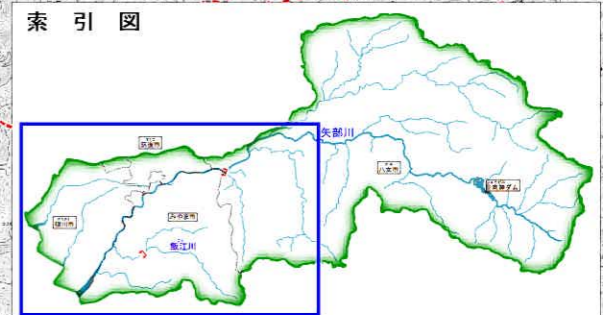 索引図
矢部川
筑後市
八女市
日向神ダム
みやま市
柳川市
飯江川